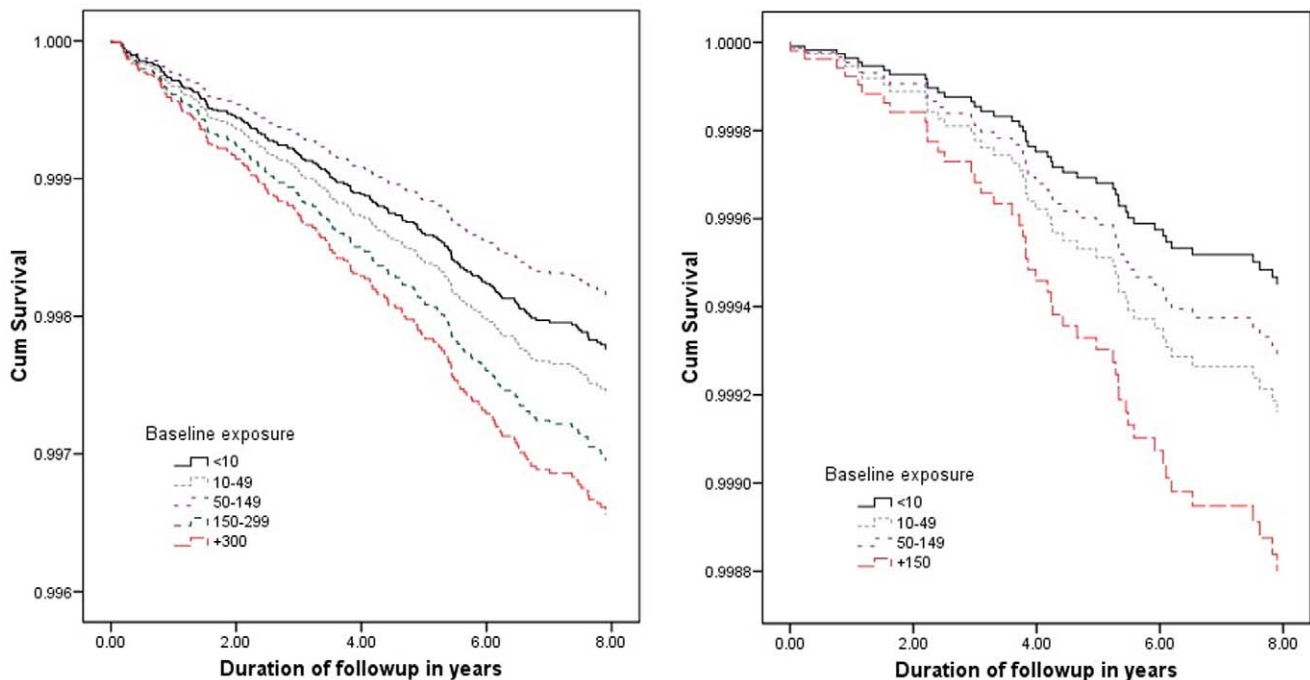 1.000
0.999
0.998
0.997
0.996
Cum Survival
Baseline exposure
<10
10-49
50-149
150-299
+300
0.00 2.00 4.00 6.00 8.00
Duration of followup in years
1.0000
0.9998
0.9996
0.9994
0.9992
0.9990
0.9988
Cum Survival
Baseline exposure
<10
10-49
50-149
+150
0.00 2.00 4.00 6.00 8.00
Duration of followup in years